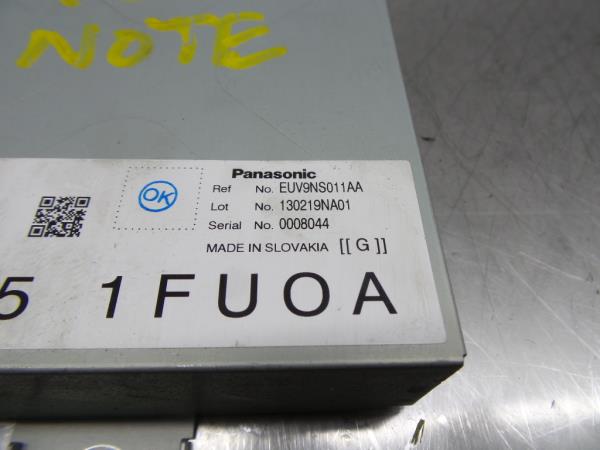 NOTE
OK
Panasonic
Ref No. EUV9NS011AA
Lot No. 130219NA01
Serial No. 0008044
MADE IN SLOVAKIA [[ G ]]
5 1FUOA